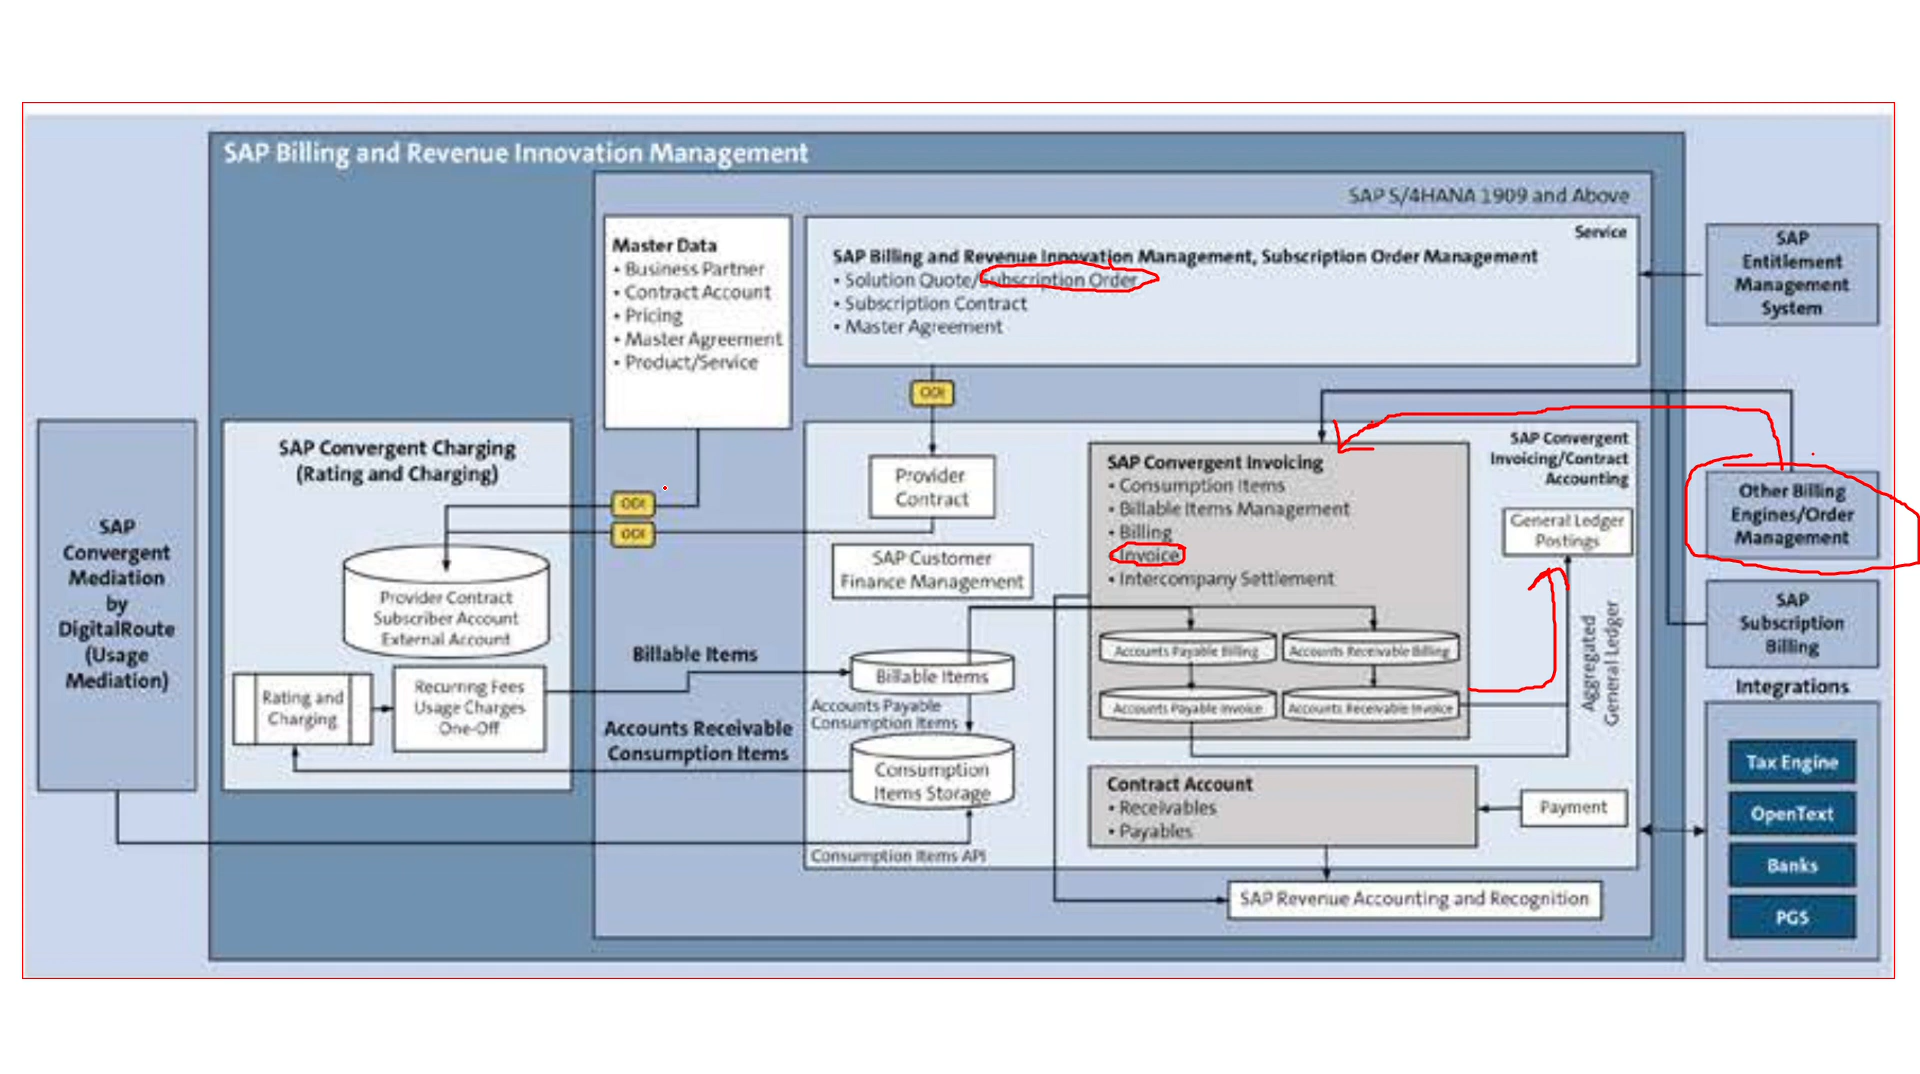 SAP Billing and Revenue Innovation Management
SAP S/4HANA 1909 and Above
Master Data
• Business Partner
• Contract Account
• Pricing
• Master Agreement
• Product/Service
Service
SAP Billing and Revenue Innovation Management, Subscription Order Management
• Solution Quote/Subscription Order
• Subscription Contract
• Master Agreement
SAP
Entitlement
Management
System
ODI
SAP
Convergent
Mediation
by
DigitalRoute
(Usage
Mediation)
SAP Convergent Charging
(Rating and Charging)
ODI
ODI
Provider Contract
Subscriber Account
External Account
Rating and
Charging
Recurring Fees
Usage Charges
One-Off
Billable Items
Accounts Receivable
Consumption Items
Provider
Contract
SAP Customer
Finance Management
Billable Items
Accounts Payable
Consumption Items
Consumption
Items Storage
Consumption Items API
SAP Convergent Invoicing
• Consumption Items
• Billable Items Management
• Billing
• Invoice
• Intercompany Settlement
Accounts Payable Billing
Accounts Receivable Billing
Accounts Payable Invoice
Accounts Receivable Invoice
SAP Convergent
Invoicing/Contract
Accounting
General Ledger
Postings
Aggregated
General Ledger
Contract Account
• Receivables
• Payables
Payment
SAP Revenue Accounting and Recognition
Other Billing
Engines/Order
Management
SAP
Subscription
Billing
Integrations
Tax Engine
OpenText
Banks
PGS